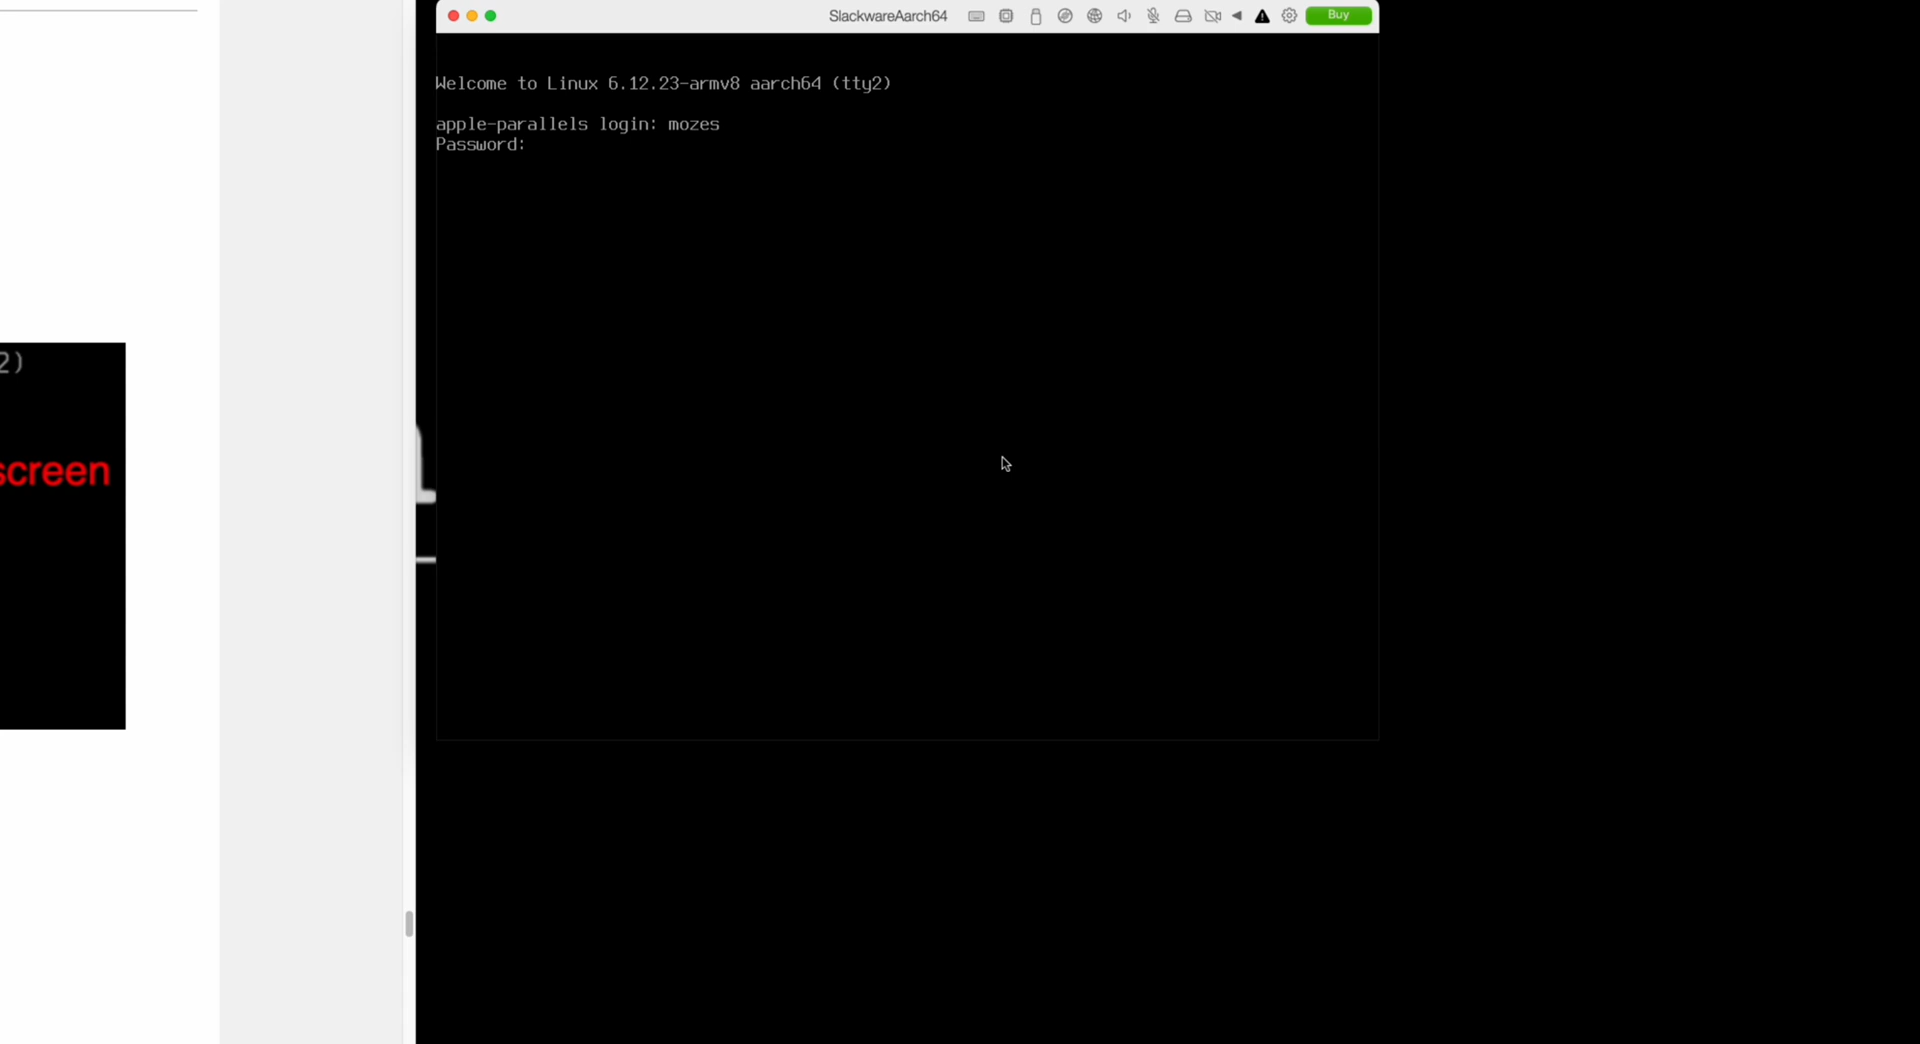 SlackwareAarch64
Buy
Welcome to Linux 6.12.23-armv8 aarch64 (tty2)
apple-parallels login: mozes
Password:
2)
screen